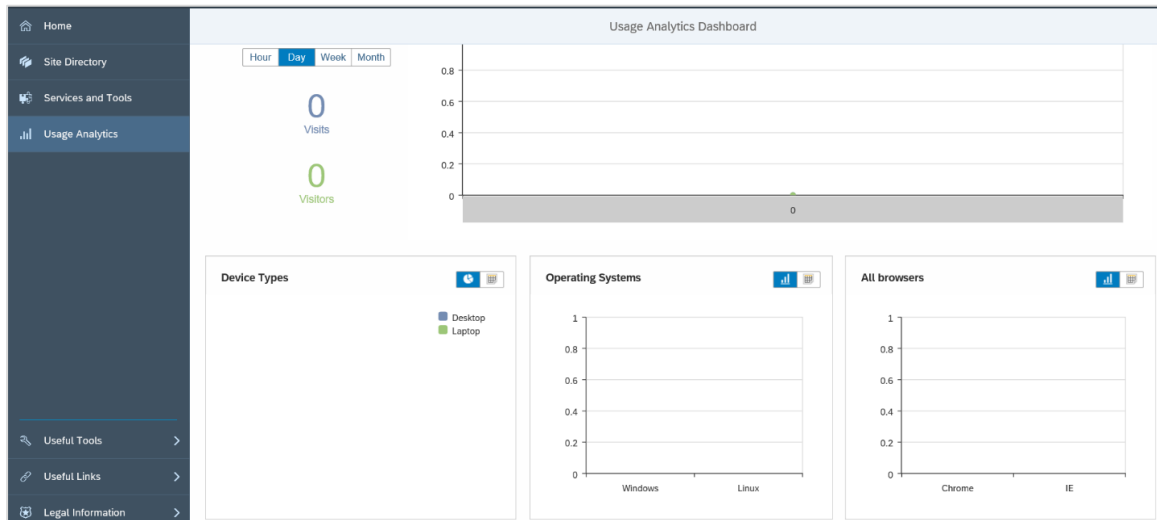 Home
Site Directory
Services and Tools
Usage Analytics
Useful Tools
Useful Links
Legal Information
Usage Analytics Dashboard
Hour Day Week Month
0
Visits
0
Visitors
0.8
0.6
0.4
0.2
0
0
Device Types
Desktop
Laptop
Operating Systems
1
0.8
0.6
0.4
0.2
0
Windows Linux
All browsers
1
0.8
0.6
0.4
0.2
0
Chrome IE